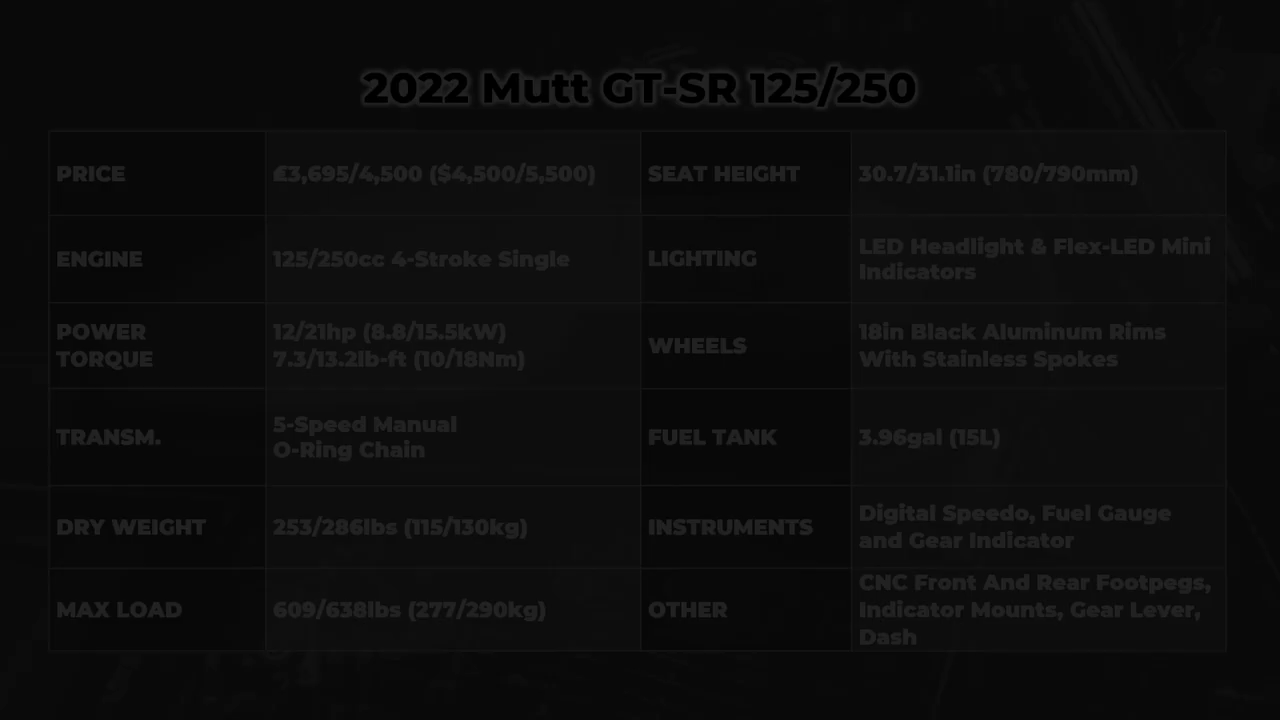 2022 Mutt GT-SR 125/250
PRICE
£3,695/4,500 ($4,500/5,500)
SEAT HEIGHT
30.7/31.1in (780/790mm)
ENGINE
125/250cc 4-Stroke Single
LIGHTING
LED Headlight & Flex-LED Mini
Indicators
POWER
TORQUE
12/21hp (8.8/15.5kW)
7.3/13.2lb-ft (10/18Nm)
WHEELS
18in Black Aluminum Rims
With Stainless Spokes
TRANSM.
5-Speed Manual
O-Ring Chain
FUEL TANK
3.96gal (15L)
DRY WEIGHT
253/286lbs (115/130kg)
INSTRUMENTS
Digital Speedo, Fuel Gauge
and Gear Indicator
MAX LOAD
609/638lbs (277/290kg)
OTHER
CNC Front And Rear Footpegs,
Indicator Mounts, Gear Lever,
Dash